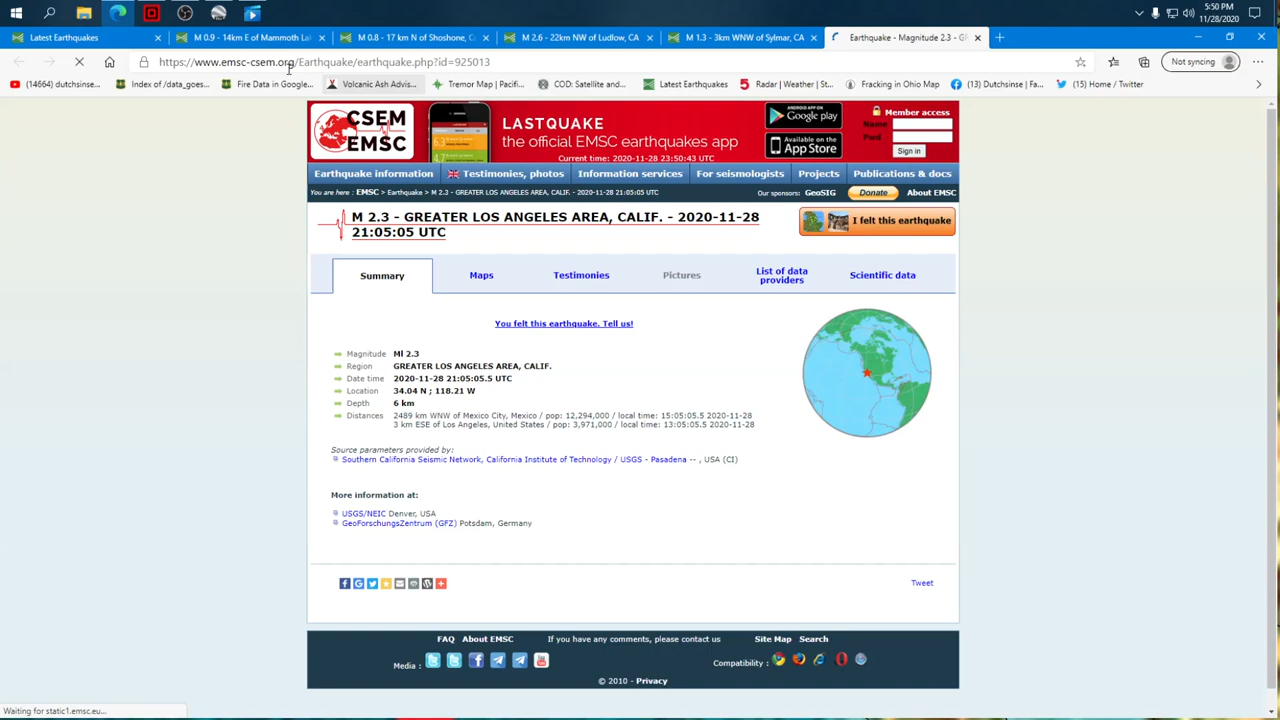 5:50 PM
11/28/2020
Latest Earthquakes
M 0.9 - 14km E of Mammoth La
M 0.8 - 17 km N of Shoshone, C
M 2.6 - 22km NW of Ludlow, CA
M 1.3 - 3km WNW of Sylmar, CA
Earthquake - Magnitude 2.3 - GR
https://www.emsc-csem.org/Earthquake/earthquake.php?id=925013
Not syncing
(14664) dutchsinse...
Index of /data_goes...
Fire Data in Google...
Volcanic Ash Advis...
Tremor Map | Pacifi...
COD: Satellite and...
Latest Earthquakes
Radar | Weather | St...
Fracking in Ohio Map
(13) Dutchsinse | Fa...
(15) Home / Twitter
CSEM
EMSC
LASTQUAKE
the official EMSC earthquakes app
Current time: 2020-11-28 23:50:43 UTC
ANDROID APP ON
Google play
Available on the
App Store
Member access
Name
Pwrd
Sign in
Earthquake information
Testimonies, photos
Information services
For seismologists
Projects
Publications & docs
You are here : EMSC > Earthquake > M 2.3 - GREATER LOS ANGELES AREA, CALIF. - 2020-11-28 21:05:05 UTC
Our sponsors: GeoSIG
Donate
About EMSC
M 2.3 - GREATER LOS ANGELES AREA, CALIF. - 2020-11-28
21:05:05 UTC
I felt this earthquake
Summary
Maps
Testimonies
Pictures
List of data
providers
Scientific data
You felt this earthquake. Tell us!
Magnitude Ml 2.3
Region GREATER LOS ANGELES AREA, CALIF.
Date time 2020-11-28 21:05:05.5 UTC
Location 34.04 N ; 118.21 W
Depth 6 km
Distances 2489 km WNW of Mexico City, Mexico / pop: 12,294,000 / local time: 15:05:05.5 2020-11-28
3 km ESE of Los Angeles, United States / pop: 3,971,000 / local time: 13:05:05.5 2020-11-28
Source parameters provided by:
Southern California Seismic Network, California Institute of Technology / USGS - Pasadena -- , USA (CI)
More information at:
USGS/NEIC Denver, USA
GeoForschungsZentrum (GFZ) Potsdam, Germany
Tweet
FAQ About EMSC
If you have any comments, please contact us
Site Map Search
Media :
Compatibility :
© 2010 - Privacy
Waiting for static1.emsc.eu...